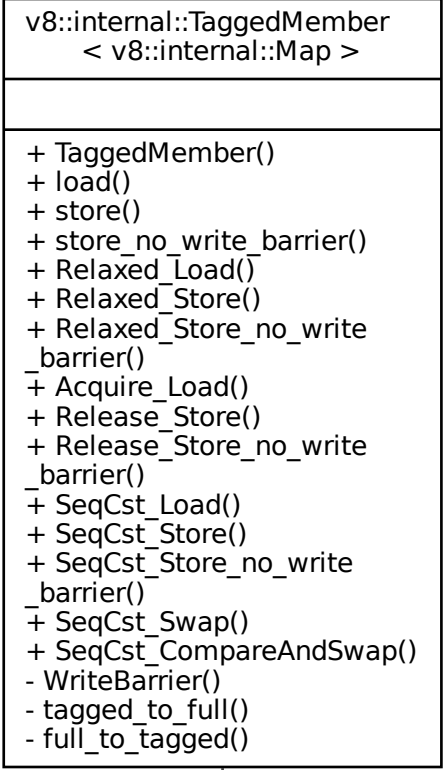 v8::internal::TaggedMember
< v8::internal::Map >
+ TaggedMember()
+ load()
+ store()
+ store_no_write_barrier()
+ Relaxed_Load()
+ Relaxed_Store()
+ Relaxed_Store_no_write
_barrier()
+ Acquire_Load()
+ Release_Store()
+ Release_Store_no_write
_barrier()
+ SeqCst_Load()
+ SeqCst_Store()
+ SeqCst_Store_no_write
_barrier()
+ SeqCst_Swap()
+ SeqCst_CompareAndSwap()
- WriteBarrier()
- tagged_to_full()
- full_to_tagged()